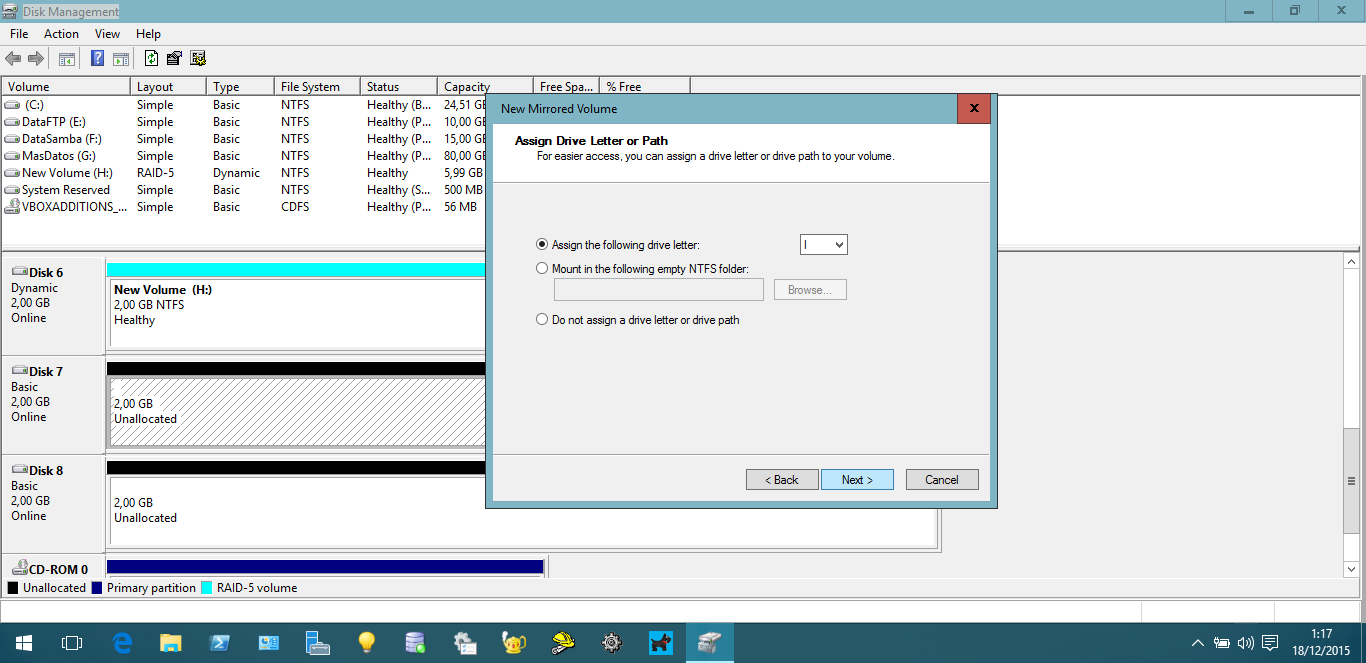 Disk Management
File Action View Help
Volume Layout Type File System Status Capacity Free Spa... % Free
(C:) Simple Basic NTFS Healthy (B... 24,51 GB
DataFTP (E:) Simple Basic NTFS Healthy (P... 10,00 GB
DataSamba (F:) Simple Basic NTFS Healthy (P... 15,00 GB
MasDatos (G:) Simple Basic NTFS Healthy (P... 80,00 GB
New Volume (H:) RAID-5 Dynamic NTFS Healthy 5,99 GB
System Reserved Simple Basic NTFS Healthy (S... 500 MB
VBOXADDITIONS_... Simple Basic CDFS Healthy (P... 56 MB
New Mirrored Volume
Assign Drive Letter or Path
For easier access, you can assign a drive letter or drive path to your volume.
Assign the following drive letter: I
Mount in the following empty NTFS folder:
Browse...
Do not assign a drive letter or drive path
< Back Next > Cancel
Disk 6
Dynamic
2,00 GB
Online
New Volume (H:)
2,00 GB NTFS
Healthy
Disk 7
Basic
2,00 GB
Online
2,00 GB
Unallocated
Disk 8
Basic
2,00 GB
Online
2,00 GB
Unallocated
CD-ROM 0
Unallocated Primary partition RAID-5 volume
1:17
18/12/2015